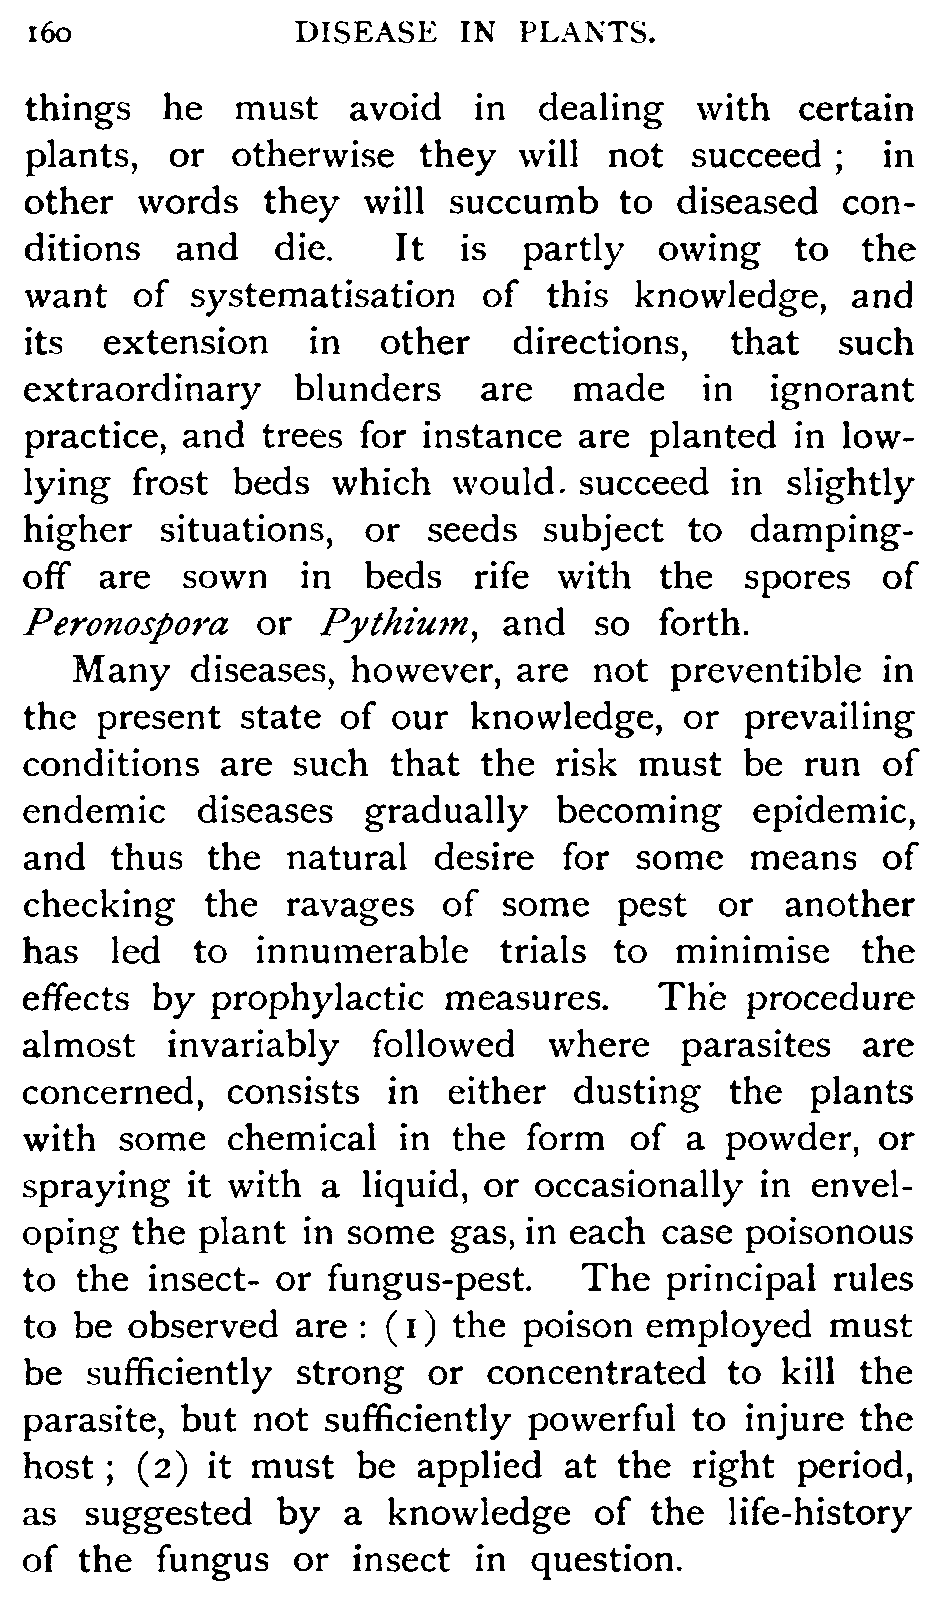 160 DISEASE IN PLANTS.
things he must avoid in dealing with certain
plants, or otherwise they will not succeed ; in
other words they will succumb to diseased con-
ditions and die. It is partly owing to the
want of systematisation of this knowledge, and
its extension in other directions, that such
extraordinary blunders are made in ignorant
practice, and trees for instance are planted in low-
lying frost beds which would. succeed in slightly
higher situations, or seeds subject to damping-
off are sown in beds rife with the spores of
Peronospora or Pythium, and so forth.
Many diseases, however, are not preventible in
the present state of our knowledge, or prevailing
conditions are such that the risk must be run of
endemic diseases gradually becoming epidemic,
and thus the natural desire for some means of
checking the ravages of some pest or another
has led to innumerable trials to minimise the
effects by prophylactic measures. The procedure
almost invariably followed where parasites are
concerned, consists in either dusting the plants
with some chemical in the form of a powder, or
spraying it with a liquid, or occasionally in envel-
oping the plant in some gas, in each case poisonous
to the insect- or fungus-pest. The principal rules
to be observed are : (1) the poison employed must
be sufficiently strong or concentrated to kill the
parasite, but not sufficiently powerful to injure the
host ; (2) it must be applied at the right period,
as suggested by a knowledge of the life-history
of the fungus or insect in question.